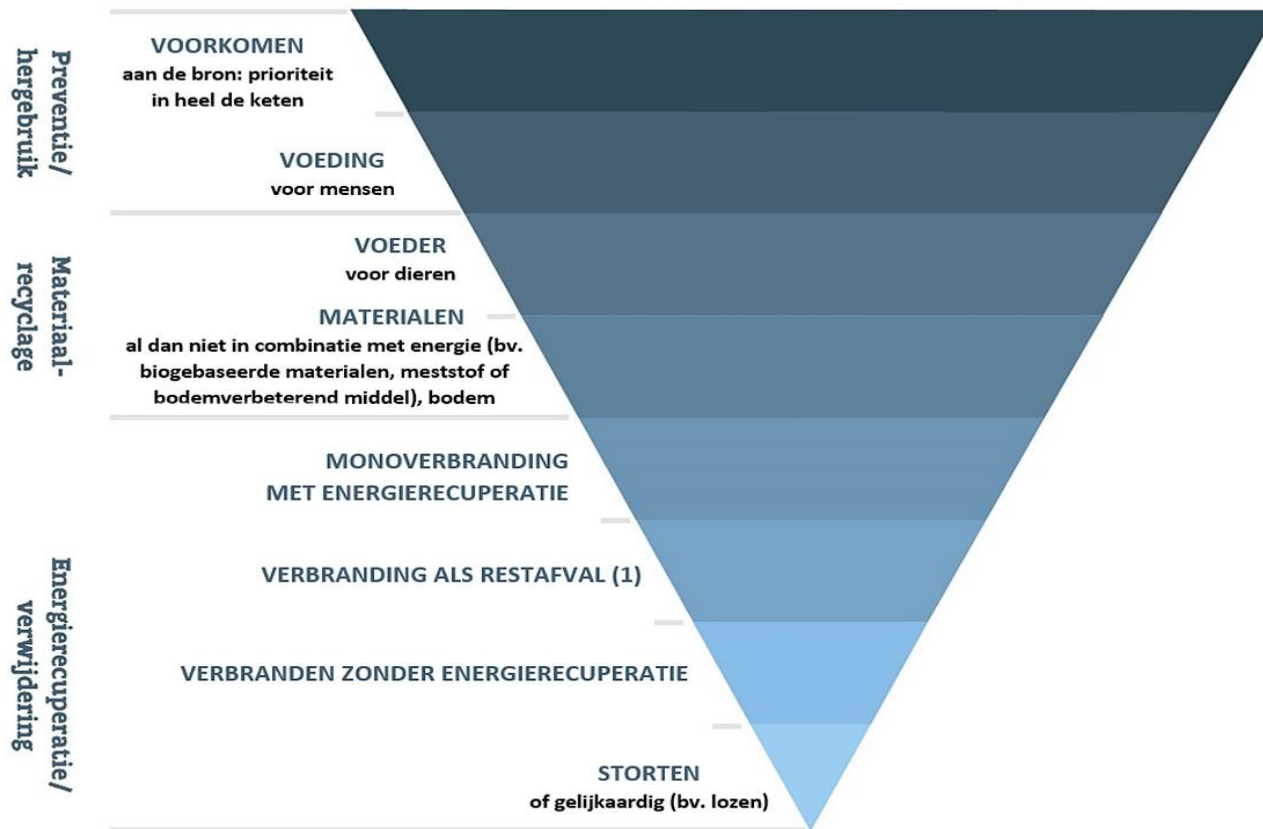 Preventie/
hergebruik
VOORKOMEN
aan de bron: prioriteit
in heel de keten
VOEDING
voor mensen
Materiaal-
recyclage
VOEDER
voor dieren
MATERIALEN
al dan niet in combinatie met energie (bv.
biogebaseerde materialen, meststof of
bodemverbeterend middel), bodem
Energierecuperatie/
verwijdering
MONOVERBRANDING
MET ENERGIERECUPERATIE
VERBRANDING ALS RESTAFVAL (1)
VERBRANDEN ZONDER ENERGIERECUPERATIE
STORTEN
of gelijkaardig (bv. lozen)